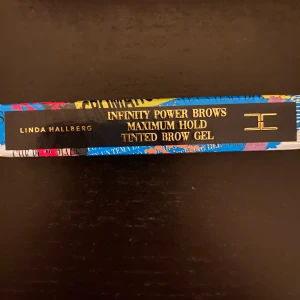 LINDA HALLBERG
INFINITY POWER BROWS
MAXIMUM HOLD
TINTED BROW GEL